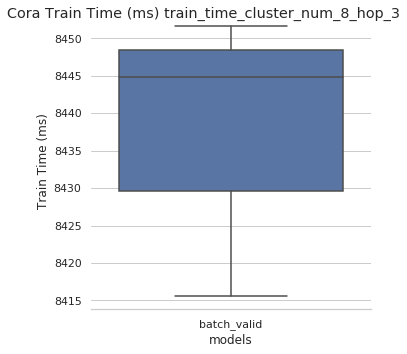 Cora Train Time (ms) train_time_cluster_num_8_hop_3
8450
8445
8440
8435
8430
8425
8420
8415
Train Time (ms)
batch_valid
models